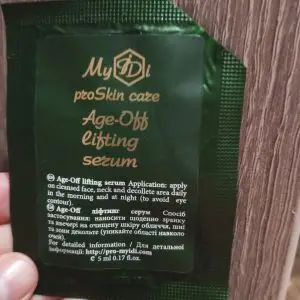 MyIDi
proSkin care
Age-Off
lifting
serum
Age-Off lifting serum Application: apply
on cleansed face, neck and decollete area daily
in the morning and at night (to avoid eye
contour).
Age-Off ліфтинг серум Спосіб
застосування: наносити щоденно зранку
та ввечері на очищену шкіру обличчя, шиї
та зони декольте (уникати області навколо
очей).
For detailed information / Для детальної
інформації: http://pro-myidi.com
℮ 5 ml 0.17 fl.oz.